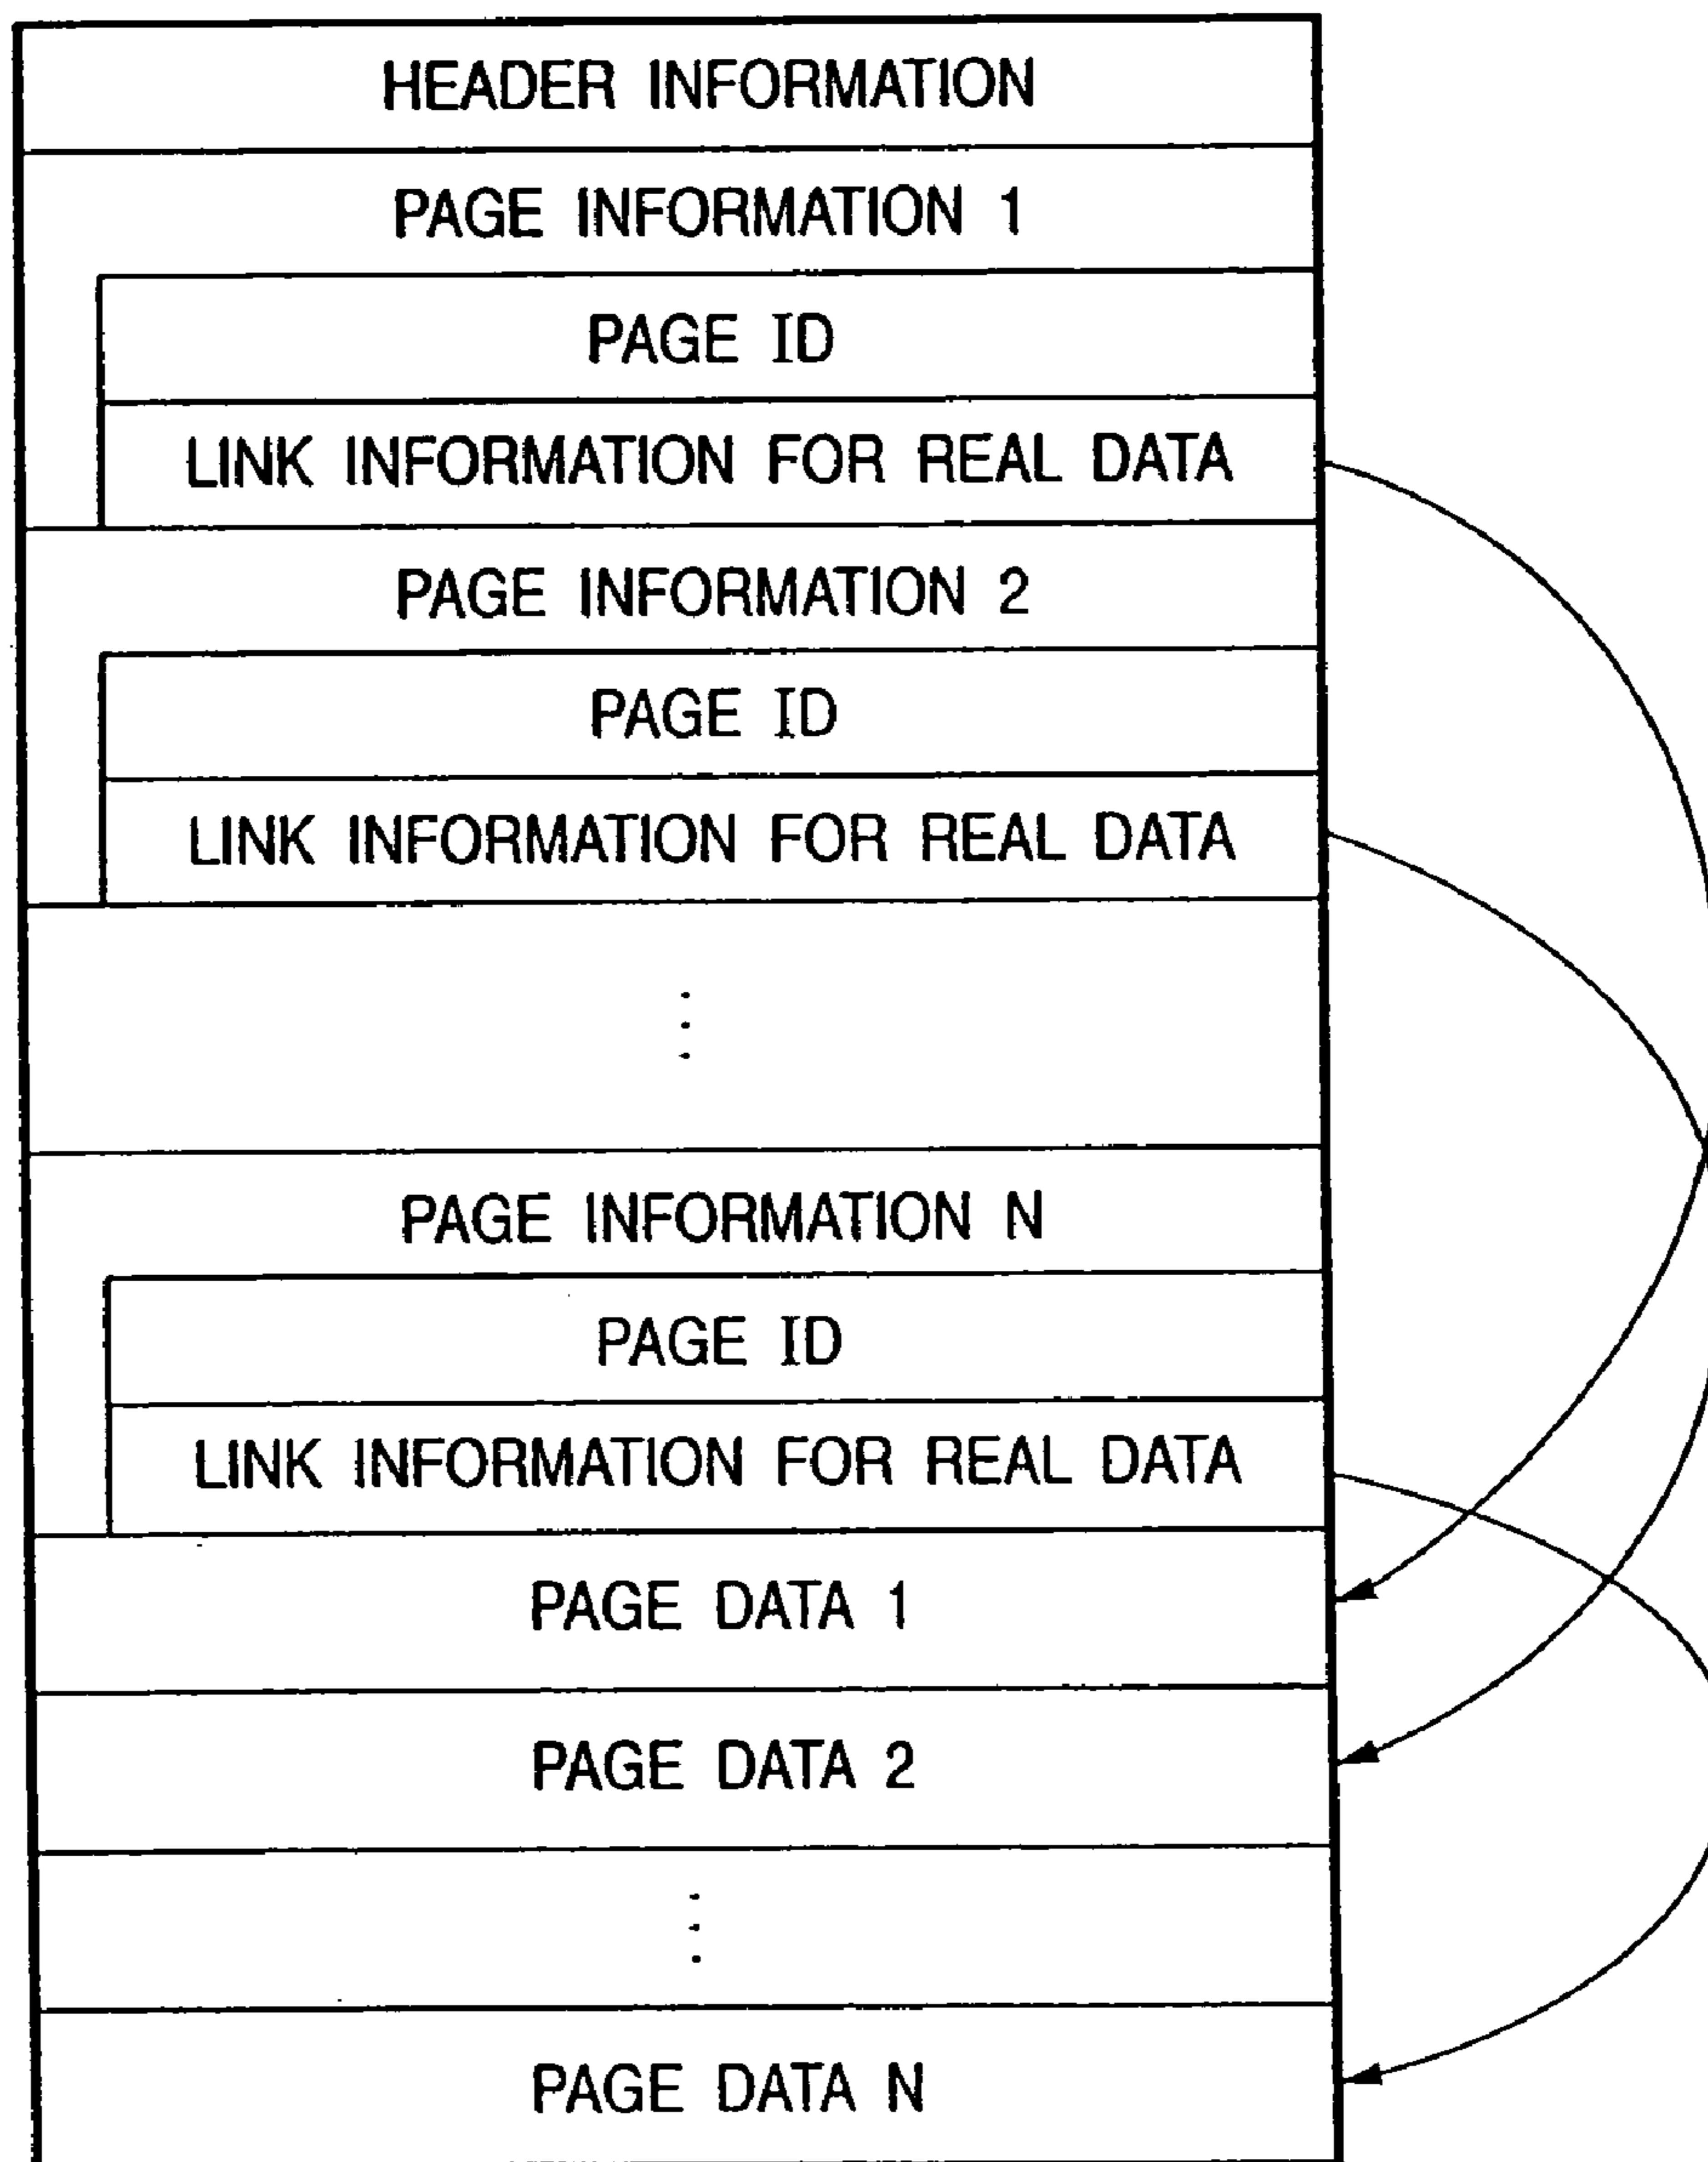 HEADER INFORMATION
PAGE INFORMATION 1
PAGE ID
LINK INFORMATION FOR REAL DATA
PAGE INFORMATION 2
PAGE ID
LINK INFORMATION FOR REAL DATA
PAGE INFORMATION N
PAGE ID
LINK INFORMATION FOR REAL DATA
PAGE DATA 1
PAGE DATA 2
PAGE DATA N